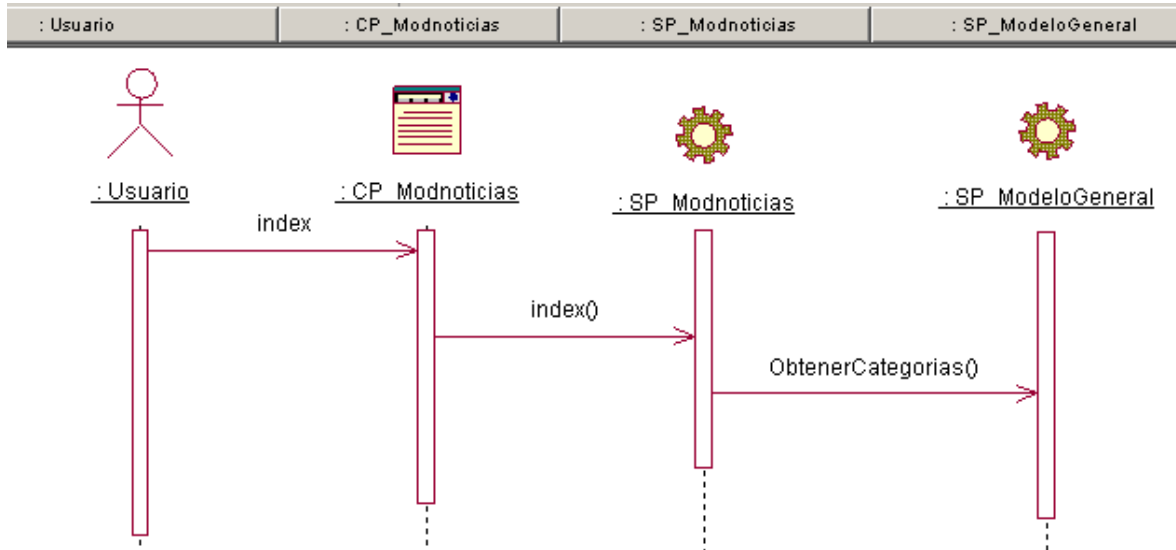 : Usuario
: CP_Modnoticias
: SP_Modnoticias
: SP_ModeloGeneral
: Usuario
: CP_Modnoticias
: SP_Modnoticias
: SP_ModeloGeneral
index
index()
ObtenerCategorias()